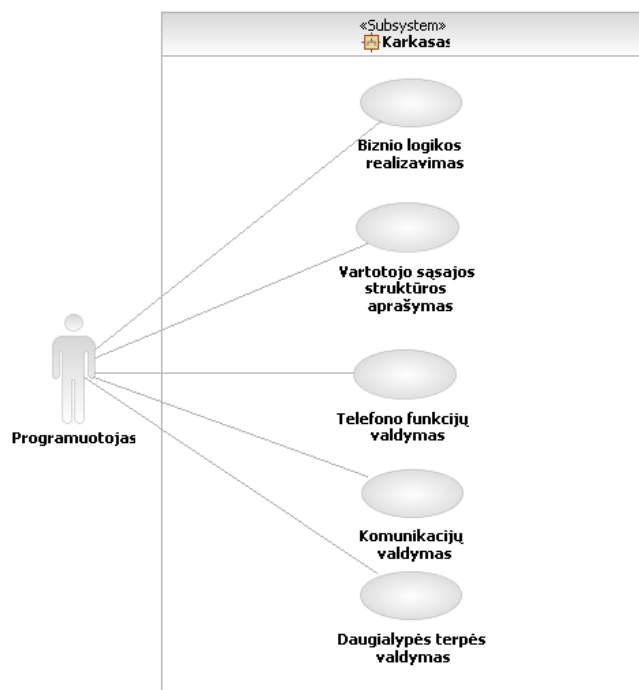 «Subsystem»
Karkasas
Biznio logikos
realizavimas
Vartotojo sąsajos
struktūros
aprašymas
Telefono funkcijų
valdymas
Programuotojas
Komunikacijų
valdymas
Daugialypės terpės
valdymas